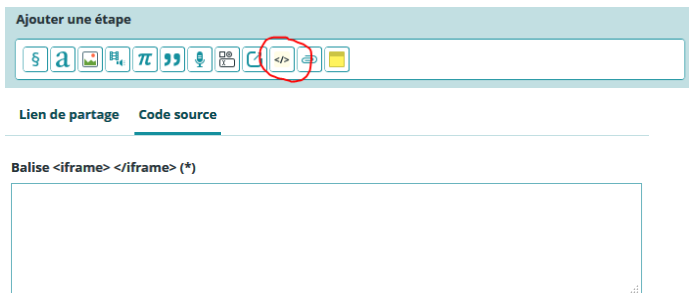 Ajouter une étape
§ a π </>
Lien de partage Code source
Balise <iframe> </iframe> (*)